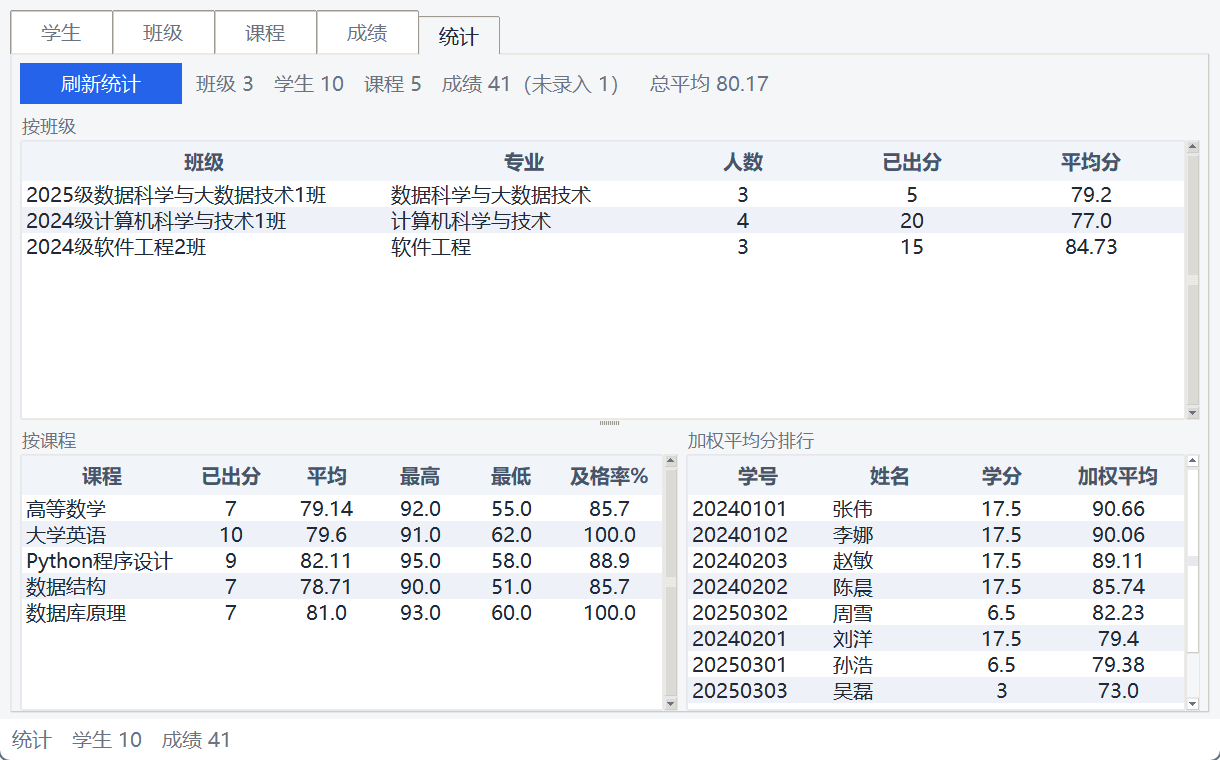 学生 班级 课程 成绩 统计
刷新统计 班级 3 学生 10 课程 5 成绩 41（未录入 1） 总平均 80.17
按班级
班级 专业 人数 已出分 平均分
2025级数据科学与大数据技术1班 数据科学与大数据技术 3 5 79.2
2024级计算机科学与技术1班 计算机科学与技术 4 20 77.0
2024级软件工程2班 软件工程 3 15 84.73
按课程
课程 已出分 平均 最高 最低 及格率%
高等数学 7 79.14 92.0 55.0 85.7
大学英语 10 79.6 91.0 62.0 100.0
Python程序设计 9 82.11 95.0 58.0 88.9
数据结构 7 78.71 90.0 51.0 85.7
数据库原理 7 81.0 93.0 60.0 100.0
加权平均分排行
学号 姓名 学分 加权平均
20240101 张伟 17.5 90.66
20240102 李娜 17.5 90.06
20240203 赵敏 17.5 89.11
20240202 陈晨 17.5 85.74
20250302 周雪 6.5 82.23
20240201 刘洋 17.5 79.4
20250301 孙浩 6.5 79.38
20250303 吴磊 3 73.0
统计 学生 10 成绩 41